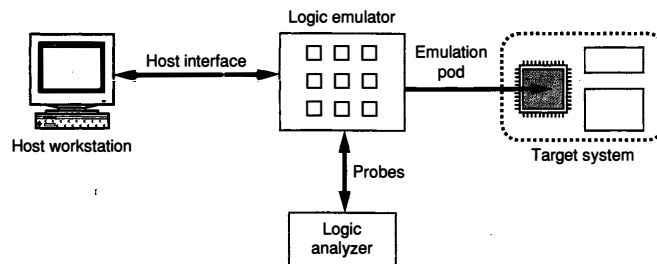 Logic emulator
Host interface
Emulation
pod
Host workstation
Target system
Probes
Logic
analyzer